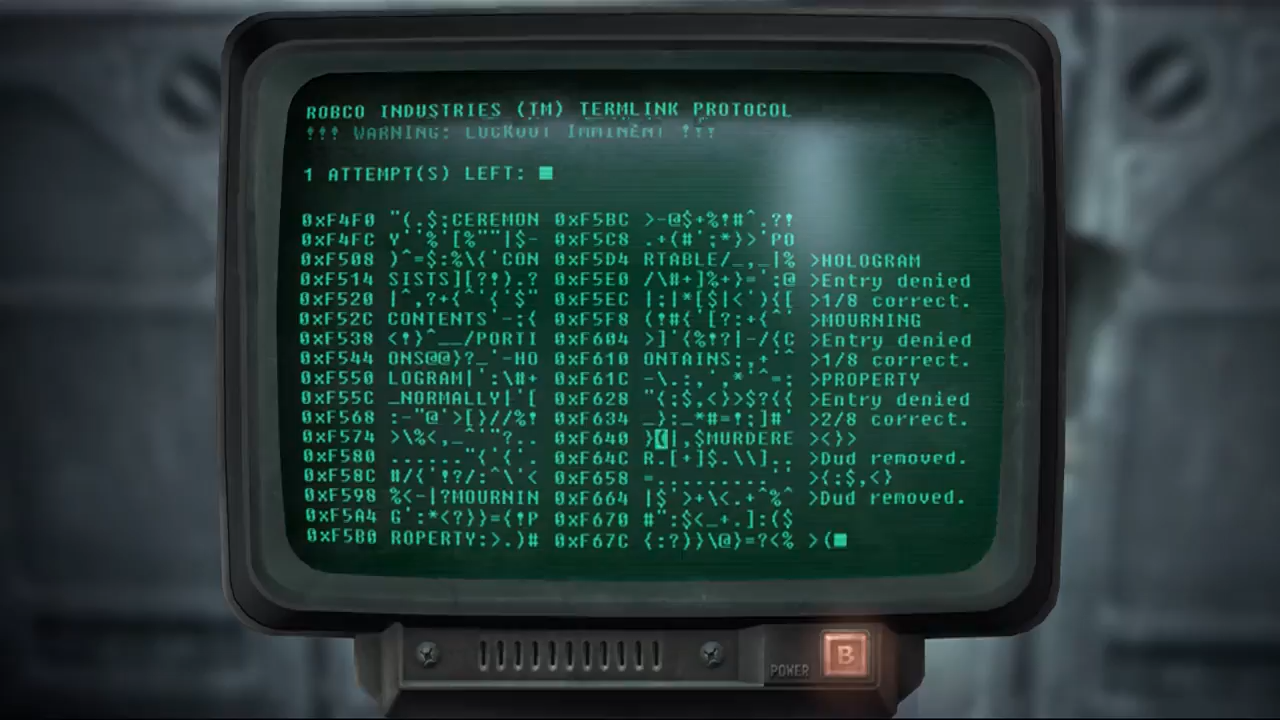 ROBCO INDUSTRIES (TM) TERMLINK PROTOCOL
!!! WARNING: LOCKOUT IMMINENT !!!
1 ATTEMPT(S) LEFT: ■
0xF4F0 "(.$;CEREMON 0xF5BC >-@$+%!#^.?!
0xF4FC Y''%'[%""|$- 0xF5C8 .+(#';*}>'PO
0xF508 )^=$:%\{'CON 0xF5D4 RTABLE/_,_|% >HOLOGRAM
0xF514 SISTS][?!).? 0xF5E0 /\#+]%+}=';@ >Entry denied
0xF520 |^,?+{^'{'$" 0xF5EC |;|*[$|<'){[ >1/8 correct.
0xF52C CONTENTS'-;{ 0xF5F8 (!#{'[?:+{^' >MOURNING
0xF538 <!)^__/PORTI 0xF604 >]'{%!?|-/{C >Entry denied
0xF544 ONS@@}?_'-HO 0xF610 ONTAINS;,+'^ >1/8 correct.
0xF550 LOGRAM|':\#+ 0xF61C -\.:,',*'^=; >PROPERTY
0xF55C _NORMALLY|'[ 0xF628 "{:$,<}>$?{{ >Entry denied
0xF568 :-"@'>[}//%! 0xF634 _}:_*#=!;]#' >2/8 correct.
0xF574 >\%<,_^'^"?.. 0xF640 }(|,$MURDERE ><}>
0xF580 ......"{'{'. 0xF64C R.[+]$.\\].. >Dud removed.
0xF58C #/{'!?/:^\'< 0xF658 =......... >{:$,<}
0xF598 %<-|?MOURNIN 0xF664 |$'>+\<.+^%^ >Dud removed.
0xF5A4 G':*<?}}={!P 0xF670 #":$<_+.]:($
0xF5B0 ROPERTY:>.)# 0xF67C {:?}}\@}=?<% >(■
POWER B